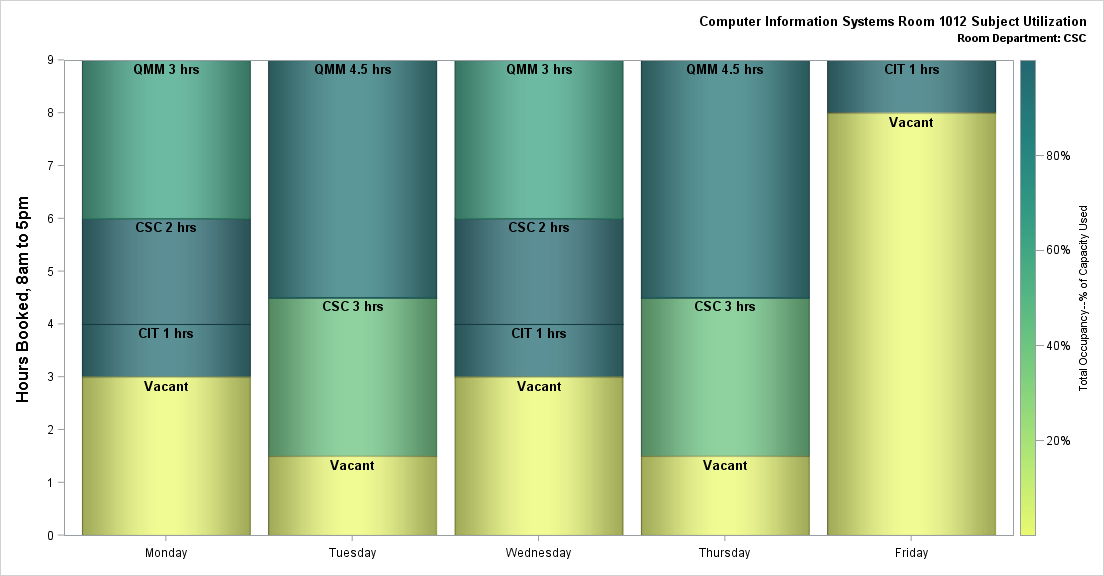 Computer Information Systems Room 1012 Subject Utilization
Room Department: CSC
Hours Booked, 8am to 5pm
9
8
7
6
5
4
3
2
1
0
QMM 3 hrs
CSC 2 hrs
CIT 1 hrs
Vacant
QMM 4.5 hrs
CSC 3 hrs
Vacant
QMM 3 hrs
CSC 2 hrs
CIT 1 hrs
Vacant
QMM 4.5 hrs
CSC 3 hrs
Vacant
CIT 1 hrs
Vacant
Monday
Tuesday
Wednesday
Thursday
Friday
80%
60%
40%
20%
Total Occupancy--% of Capacity Used